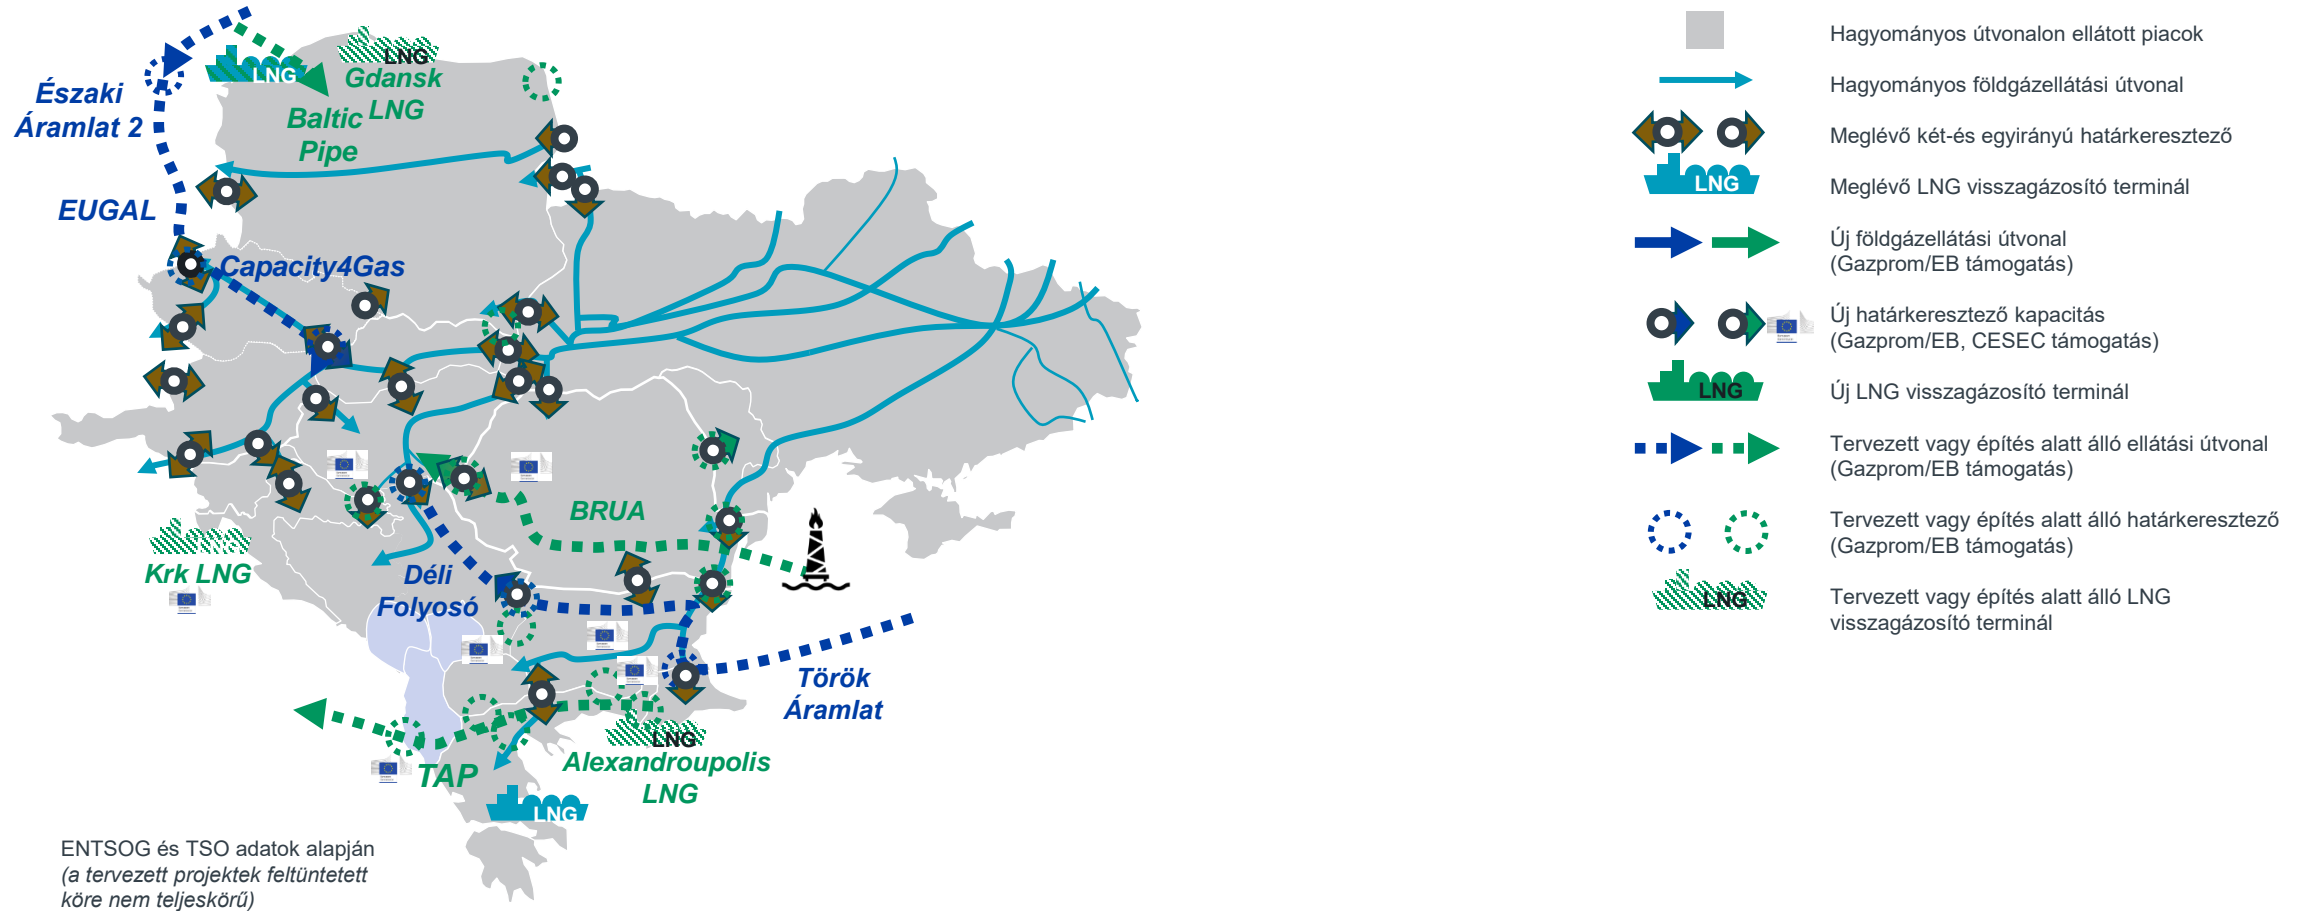 LNG
LNG
Gdansk
LNG
Északi
Áramlat 2
Baltic
Pipe
EUGAL
Capacity4Gas
BRUA
Krk LNG
Déli
Folyosó
Török
Áramlat
TAP
LNG
Alexandroupolis
LNG
LNG
ENTSOG és TSO adatok alapján
(a tervezett projektek feltüntetett
köre nem teljeskörű)
Hagyományos útvonalon ellátott piacok
Hagyományos földgázellátási útvonal
Meglévő két-és egyirányú határkeresztező
LNG
Meglévő LNG visszagázosító terminál
Új földgázellátási útvonal
(Gazprom/EB támogatás)
Új határkeresztező kapacitás
(Gazprom/EB, CESEC támogatás)
LNG
Új LNG visszagázosító terminál
Tervezett vagy építés alatt álló ellátási útvonal
(Gazprom/EB támogatás)
Tervezett vagy építés alatt álló határkeresztező
(Gazprom/EB támogatás)
LNG
Tervezett vagy építés alatt álló LNG
visszagázosító terminál